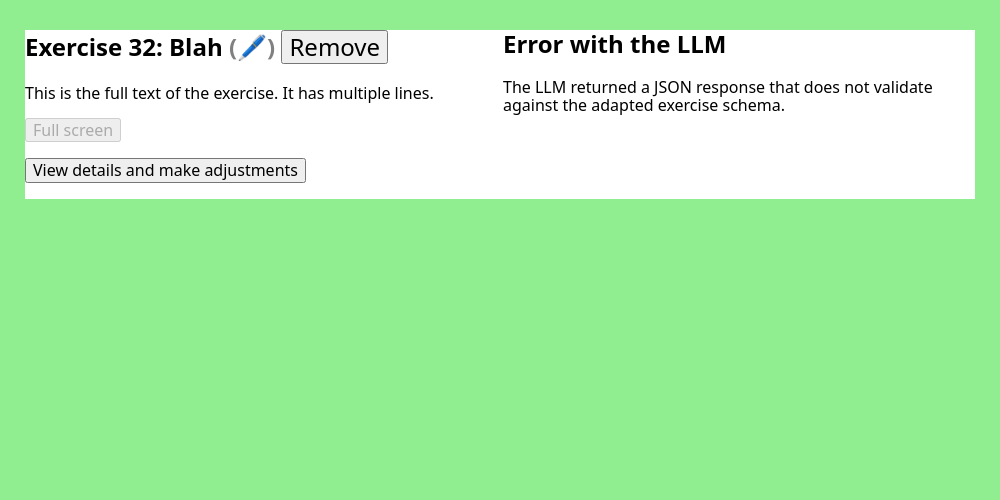 Exercise 32: Blah (🖊️) Remove
This is the full text of the exercise. It has multiple lines.
Full screen
View details and make adjustments
Error with the LLM
The LLM returned a JSON response that does not validate
against the adapted exercise schema.